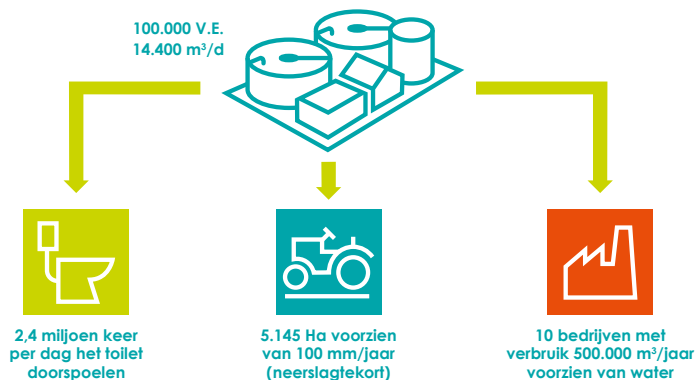 100.000 V.E.
14.400 m³/d
2,4 miljoen keer
per dag het toilet
doorspoelen
5.145 Ha voorzien
van 100 mm/jaar
(neerslagtekort)
10 bedrijven met
verbruik 500.000 m³/jaar
voorzien van water